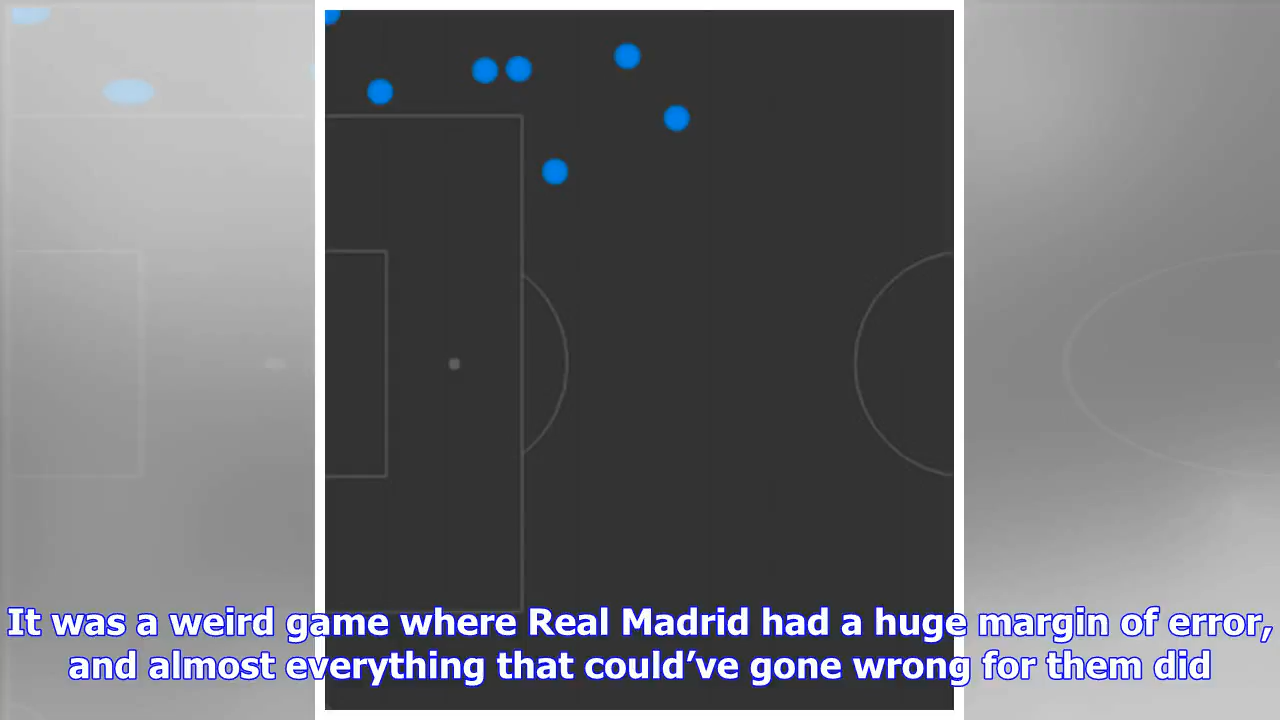 It was a weird game where Real Madrid had a huge margin of error,
and almost everything that could’ve gone wrong for them did